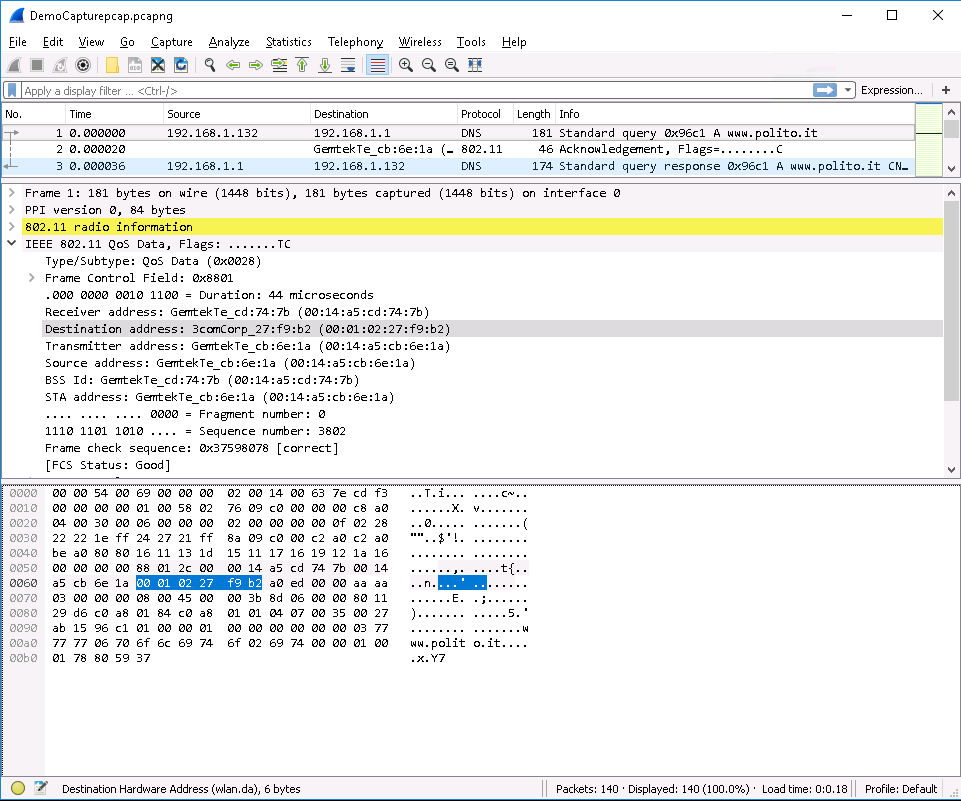 DemoCapturepcap.pcapng
File Edit View Go Capture Analyze Statistics Telephony Wireless Tools Help
Apply a display filter ... <Ctrl-/> Expression... +
No. Time Source Destination Protocol Length Info
1 0.000000 192.168.1.132 192.168.1.1 DNS 181 Standard query 0x96c1 A www.polito.it
2 0.000020 GemtekTe_cb:6e:1a (… 802.11 46 Acknowledgement, Flags=........C
3 0.000036 192.168.1.1 192.168.1.132 DNS 174 Standard query response 0x96c1 A www.polito.it CN…
Frame 1: 181 bytes on wire (1448 bits), 181 bytes captured (1448 bits) on interface 0
PPI version 0, 84 bytes
802.11 radio information
IEEE 802.11 QoS Data, Flags: .......TC
Type/Subtype: QoS Data (0x0028)
Frame Control Field: 0x8801
.000 0000 0010 1100 = Duration: 44 microseconds
Receiver address: GemtekTe_cd:74:7b (00:14:a5:cd:74:7b)
Destination address: 3comCorp_27:f9:b2 (00:01:02:27:f9:b2)
Transmitter address: GemtekTe_cb:6e:1a (00:14:a5:cb:6e:1a)
Source address: GemtekTe_cb:6e:1a (00:14:a5:cb:6e:1a)
BSS Id: GemtekTe_cd:74:7b (00:14:a5:cd:74:7b)
STA address: GemtekTe_cb:6e:1a (00:14:a5:cb:6e:1a)
.... .... .... 0000 = Fragment number: 0
1110 1101 1010 .... = Sequence number: 3802
Frame check sequence: 0x37598078 [correct]
[FCS Status: Good]
0000 00 00 54 00 69 00 00 00 02 00 14 00 63 7e cd f3 ..T.i... ....c~..
0010 00 00 00 00 01 00 58 02 76 09 c0 00 00 00 c8 a0 ......X. v.......
0020 04 00 30 00 06 00 00 00 02 00 00 00 00 0f 02 28 ..0..... .......(
0030 22 22 1e ff 24 27 21 ff 8a 09 c0 00 c2 a0 c2 a0 ""..$'!. ........
0040 be a0 80 80 16 11 13 1d 15 11 17 16 19 12 1a 16 ........ ........
0050 00 00 00 00 88 01 2c 00 00 14 a5 cd 74 7b 00 14 ......,. ....t{..
0060 a5 cb 6e 1a 00 01 02 27 f9 b2 a0 ed 00 00 aa aa ..n....' ........
0070 03 00 00 00 08 00 45 00 00 3b 8d 06 00 00 80 11 ......E. .;......
0080 29 d6 c0 a8 01 84 c0 a8 01 01 04 07 00 35 00 27 )....... .....5.'
0090 ab 15 96 c1 01 00 00 01 00 00 00 00 00 00 03 77 ........ .......w
00a0 77 77 06 70 6f 6c 69 74 6f 02 69 74 00 00 01 00 ww.polit o.it....
00b0 01 78 80 59 37 .x.Y7
Destination Hardware Address (wlan.da), 6 bytes Packets: 140 · Displayed: 140 (100.0%) · Load time: 0:0.18 Profile: Default